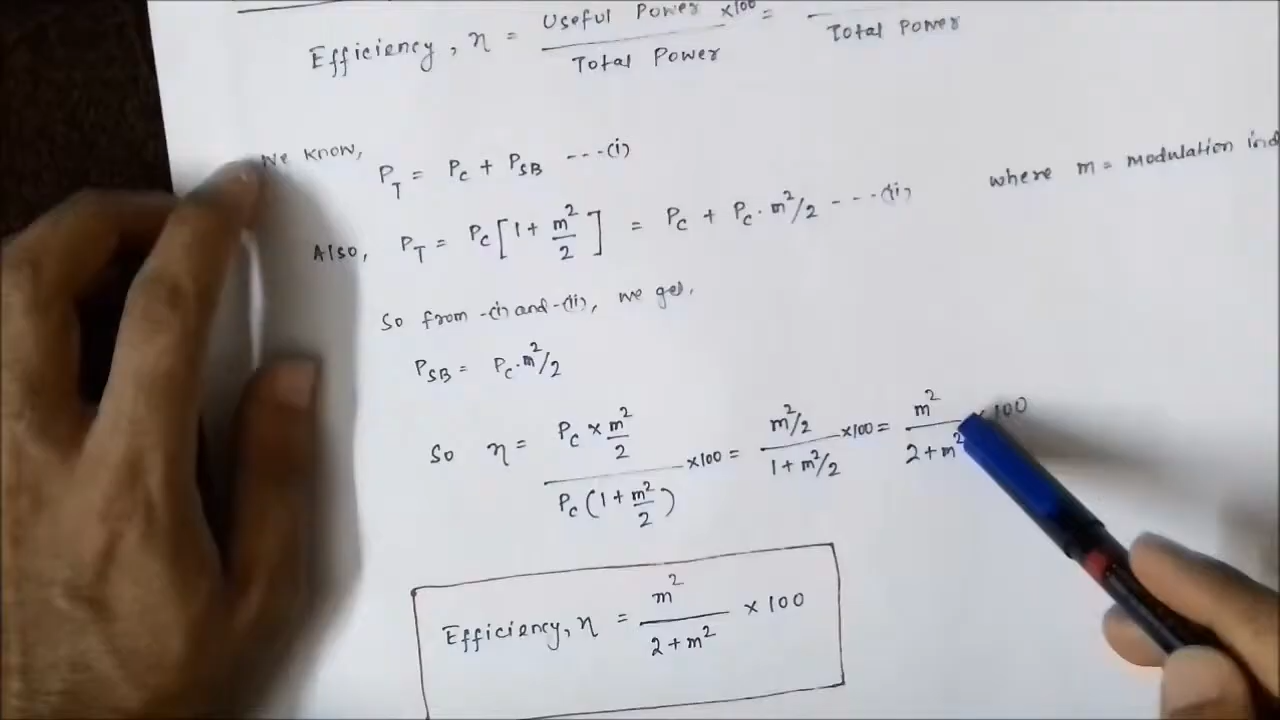 Efficiency, η = Useful Power / Total Power ×100 = / Total Power
We know,
P_T = P_C + P_SB ---(i)
where m = modulation ind
Also, P_T = P_C [1 + m²/2] = P_C + P_C · m²/2 ---(ii)
So from -(i) and -(ii), we get,
P_SB = P_C · m²/2
So η = P_C × m²/2 / P_C (1 + m²/2) ×100 = m²/2 / 1 + m²/2 ×100 = m² / 2 + m² ×100
Efficiency, η = m² / 2 + m² × 100